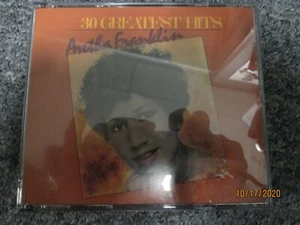 30 GREATEST HITS
Aretha Franklin
10/17/2020